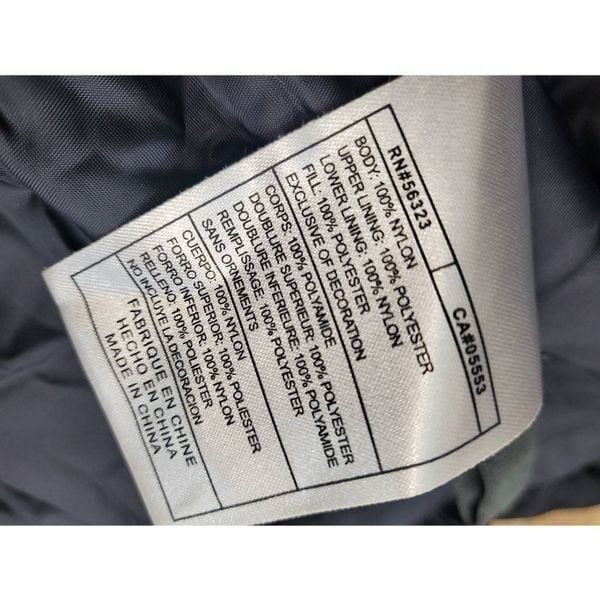 RN#56323 CA#05553
BODY: 100% NYLON
UPPER LINING: 100% POLYESTER
LOWER LINING: 100% NYLON
FILL: 100% POLYESTER
EXCLUSIVE OF DECORATION
CORPS: 100% POLYAMIDE
DOUBLURE SUPERIEUR: 100% POLYESTER
DOUBLURE INFERIEURE: 100% POLYAMIDE
REMPLISSAGE: 100% POLYESTER
SANS ORNEMENTS
CUERPO: 100% NYLON
FORRO SUPERIOR: 100% POLIESTER
FORRO INFERIOR: 100% NYLON
RELLENO: 100% POLIESTER
NO INCLUYE LA DECORACION
FABRIQUE EN CHINE
HECHO EN CHINA
MADE IN CHINA